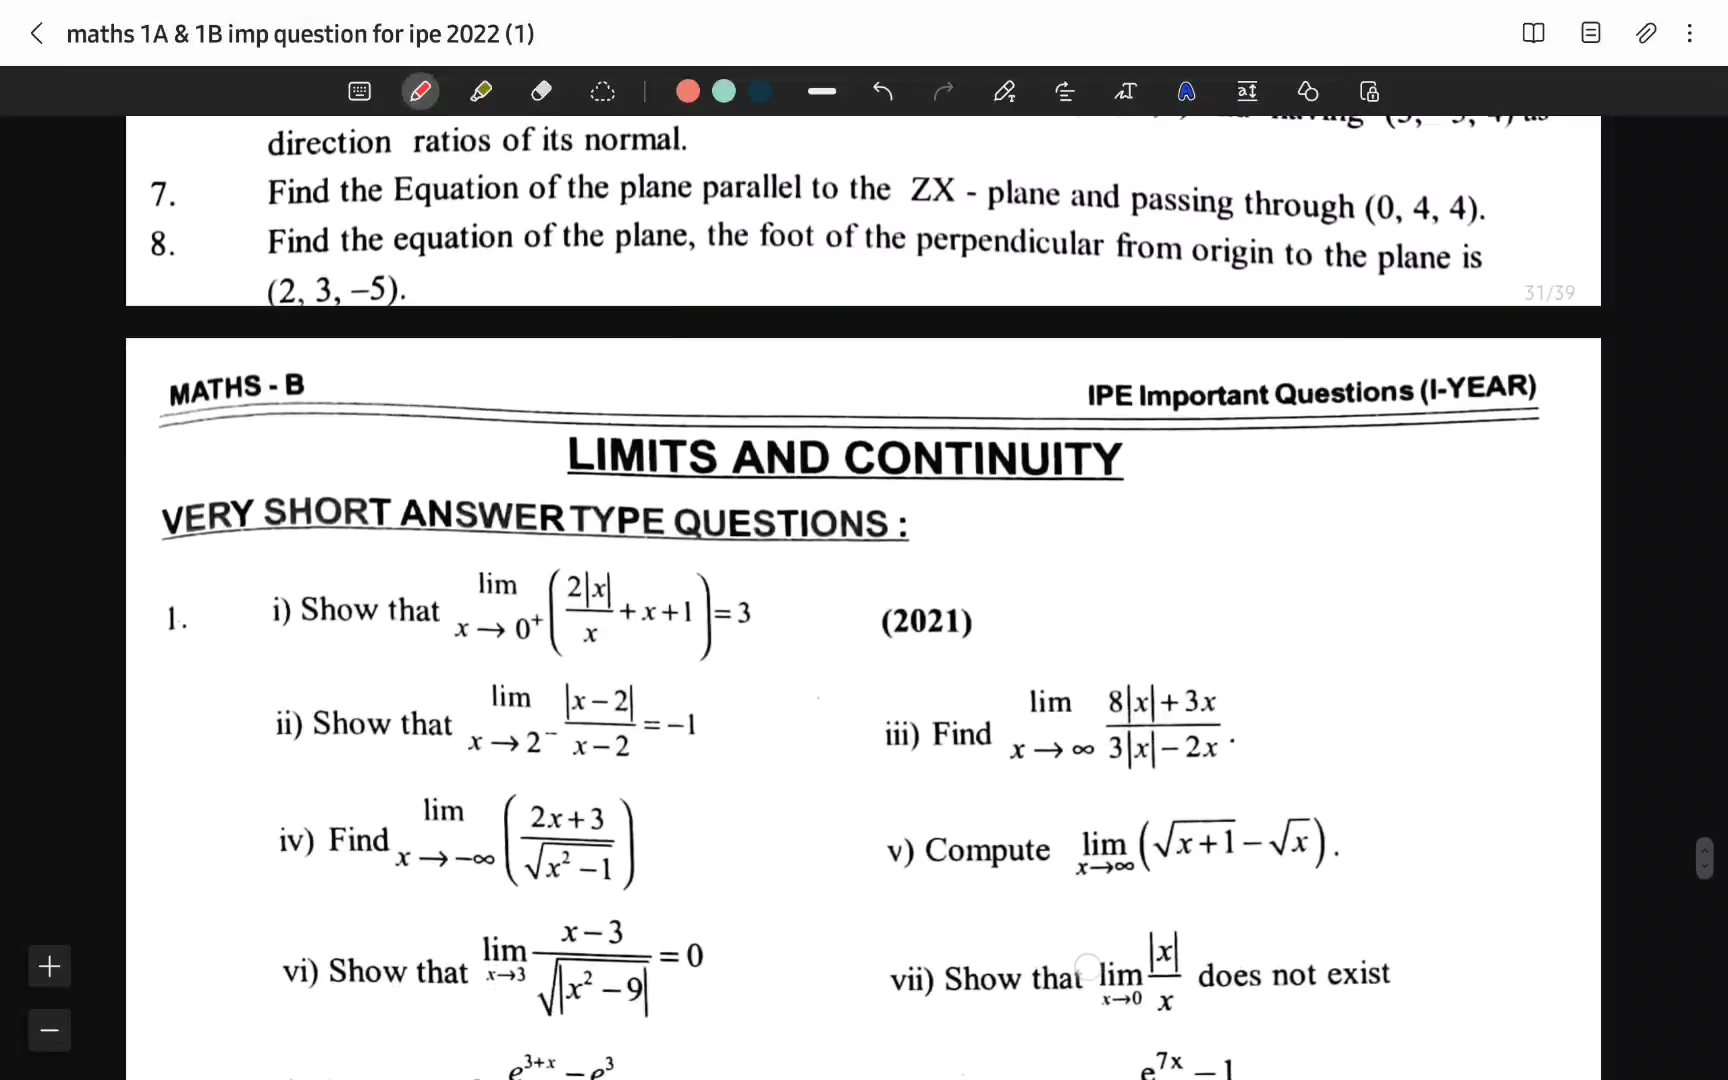 maths 1A & 1B imp question for ipe 2022 (1)
direction ratios of its normal.
7. Find the Equation of the plane parallel to the ZX - plane and passing through (0, 4, 4).
8. Find the equation of the plane, the foot of the perpendicular from origin to the plane is
(2, 3, –5).
31/39
MATHS - B IPE Important Questions (I-YEAR)
LIMITS AND CONTINUITY
VERY SHORT ANSWER TYPE QUESTIONS :
1. i) Show that lim x→0⁺ (2|x|/x + x + 1) = 3 (2021)
ii) Show that lim x→2⁻ |x – 2|/x – 2 = –1 iii) Find lim x→∞ 8|x| + 3x/3|x| – 2x .
iv) Find lim x→–∞ (2x + 3/√x² – 1) v) Compute lim x→∞ (√x+1 – √x).
vi) Show that lim x→3 x – 3/√|x² – 9| = 0 vii) Show that lim x→0 |x|/x does not exist
e³⁺ˣ – e³ e⁷ˣ – 1